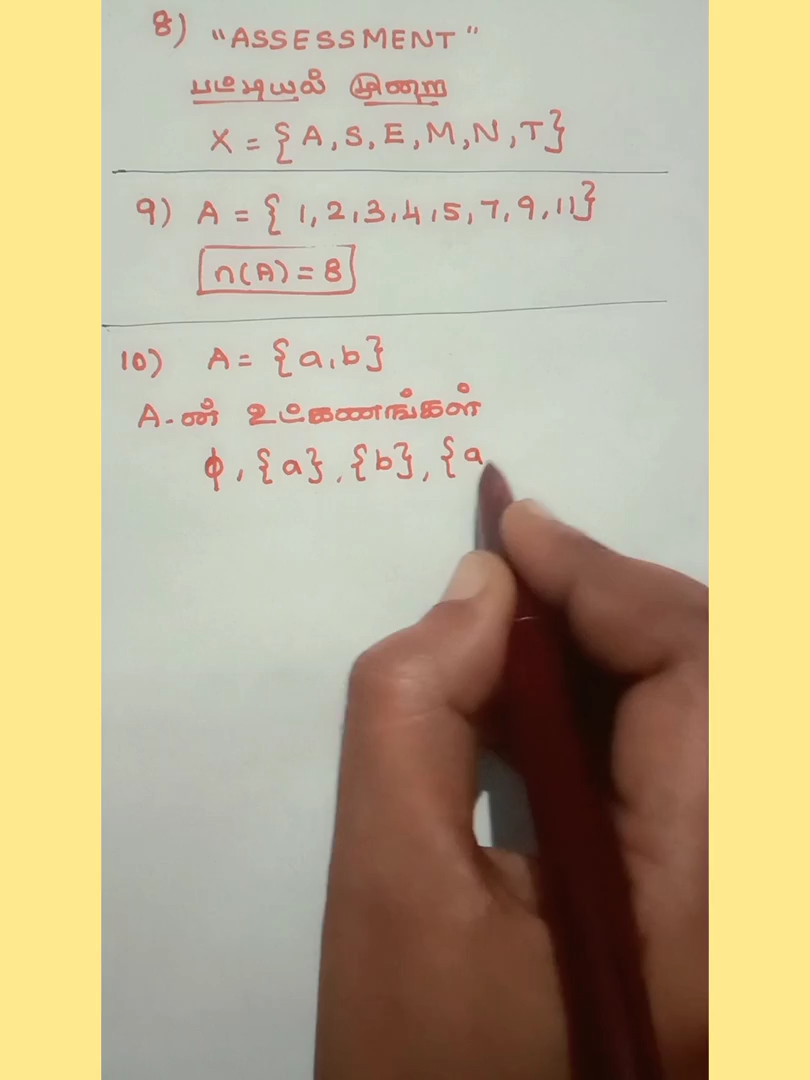 8) "ASSESSMENT"
பட்டியல் முறை
X = { A, S, E, M, N, T}
9) A = { 1, 2, 3, 4, 5, 7, 9, 11}
n(A) = 8
10) A = {a, b}
A-ன் உட்கணங்கள்
ϕ, {a}, {b}, {a